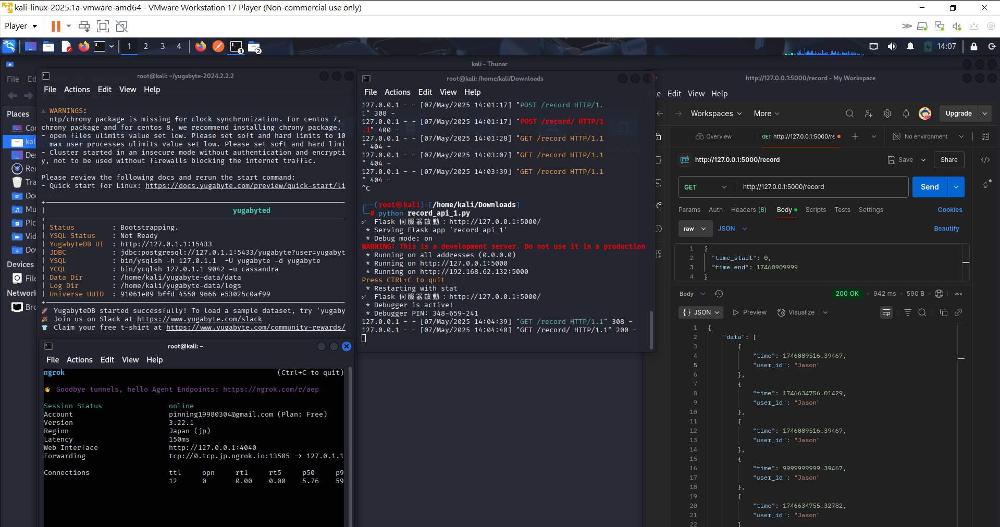 kali-linux-2025.1a-vmware-amd64 - VMware Workstation 17 Player (Non-commercial use only)
Player
1 2 3 4
3
2
14:07
kali - Thunar
File
Places
Devices
root@kali: ~/yugabyte-2024.2.2.2
File Actions Edit View Help
⚠ WARNINGS:
- ntp/chrony package is missing for clock synchronization. For centos 7,
chrony package and for centos 8, we recommend installing chrony package.
- open files ulimits value set low. Please set soft and hard limits to 10
- max user processes ulimits value set low. Please set soft and hard limi
- Cluster started in an insecure mode without authentication and encrypti
y, not to be used without firewalls blocking the internet traffic.
Please review the following docs and rerun the start command:
- Quick start for Linux: https://docs.yugabyte.com/preview/quick-start/li
yugabyted
| Status : Bootstrapping.
| YSQL Status : Not Ready
| YugabyteDB UI : http://127.0.1.1:15433
| JDBC : jdbc:postgresql://127.0.1.1:5433/yugabyte?user=yugabyt
| YSQL : bin/ysqlsh -h 127.0.1.1 -U yugabyte -d yugabyte
| YCQL : bin/ycqlsh 127.0.1.1 9042 -u cassandra
| Data Dir : /home/kali/yugabyte-data/data
| Log Dir : /home/kali/yugabyte-data/logs
| Universe UUID : 91061e09-bffd-4550-9666-e53025c0af99
🚀 YugabyteDB started successfully! To load a sample dataset, try 'yugaby
🎉 Join us on Slack at https://www.yugabyte.com/slack
👕 Claim your free t-shirt at https://www.yugabyte.com/community-rewards/
root@kali: ~
File Actions Edit View Help
ngrok (Ctrl+C to quit)
👋 Goodbye tunnels, hello Agent Endpoints: https://ngrok.com/r/aep
Session Status online
Account pinning19980304@gmail.com (Plan: Free)
Version 3.22.1
Region Japan (jp)
Latency 150ms
Web Interface http://127.0.0.1:4040
Forwarding tcp://0.tcp.jp.ngrok.io:13505 -> 127.0.1.1
Connections ttl opn rt1 rt5 p50 p9
12 0 0.00 0.00 5.76 59
root@kali: /home/kali/Downloads
File Actions Edit View Help
127.0.0.1 - - [07/May/2025 14:01:17] "POST /record HTTP/1.
1" 308 -
127.0.0.1 - - [07/May/2025 14:01:17] "POST /record/ HTTP/1
.1" 400 -
127.0.0.1 - - [07/May/2025 14:01:28] "GET /record HTTP/1.1
" 404 -
127.0.0.1 - - [07/May/2025 14:03:07] "GET /record HTTP/1.1
" 404 -
127.0.0.1 - - [07/May/2025 14:03:39] "GET /record HTTP/1.1
" 404 -
^C
┌──(root㉿kali)-[/home/kali/Downloads]
└─# python record_api_1.py
✅ Flask 伺服器啟動：http://127.0.0.1:5000/
* Serving Flask app 'record_api_1'
* Debug mode: on
WARNING: This is a development server. Do not use it in a production
* Running on all addresses (0.0.0.0)
* Running on http://127.0.0.1:5000
* Running on http://192.168.62.132:5000
Press CTRL+C to quit
* Restarting with stat
✅ Flask 伺服器啟動：http://127.0.0.1:5000/
* Debugger is active!
* Debugger PIN: 348-659-241
127.0.0.1 - - [07/May/2025 14:04:39] "GET /record HTTP/1.1" 308 -
127.0.0.1 - - [07/May/2025 14:04:40] "GET /record/ HTTP/1.1" 200 -
http://127.0.0.1:5000/record - My Workspace
Edit View Help
Workspaces More Upgrade
Overview GET http://127.0.0.1:5000/re No environment
http://127.0.0.1:5000/record Save Share
GET http://127.0.0.1:5000/record Send
Params Auth Headers (8) Body Scripts Tests Settings Cookies
raw JSON Beautify
1 {
2 "time_start": 0,
3 "time_end": 17460909999
4 }
Body 200 OK 942 ms 590 B
{} JSON Preview Visualize
1 {
2 "data": [
3 {
4 "time": 1746089516.39467,
5 "user_id": "Jason"
6 },
7 {
8 "time": 1746634756.01429,
9 "user_id": "Jason"
10 },
11 {
12 "time": 1746089516.39467,
13 "user_id": "Jason"
14 },
15 {
16 "time": 9999999999.39467,
17 "user_id": "Jason"
18 },
19 {
20 "time": 1746634755.32782,
21 "user_id": "Jason"
22 }